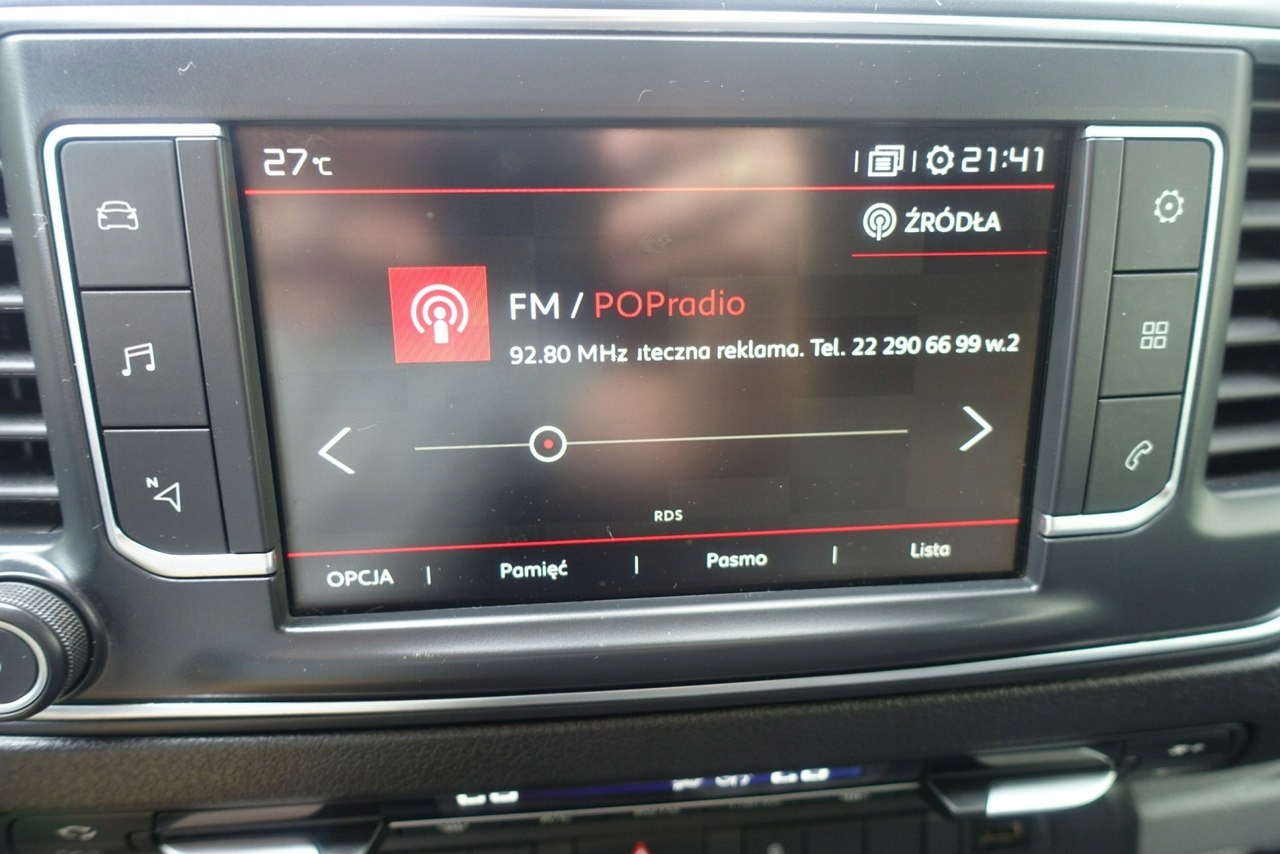 27°C 21:41
ŹRÓDŁA
FM / POPradio
92.80 MHz uteczna reklama. Tel. 22 290 66 99 w.2
N
RDS
OPCJA | Pamięć | Pasmo | Lista